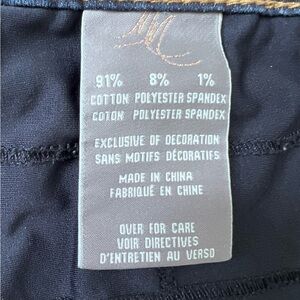 91% 8% 1%
COTTON POLYESTER SPANDEX
COTON POLYESTER SPANDEX
EXCLUSIVE OF DECORATION
SANS MOTIFS DÉCORATIFS
MADE IN CHINA
FABRIQUÉ EN CHINE
OVER FOR CARE
VOIR DIRECTIVES
D'ENTRETIEN AU VERSO